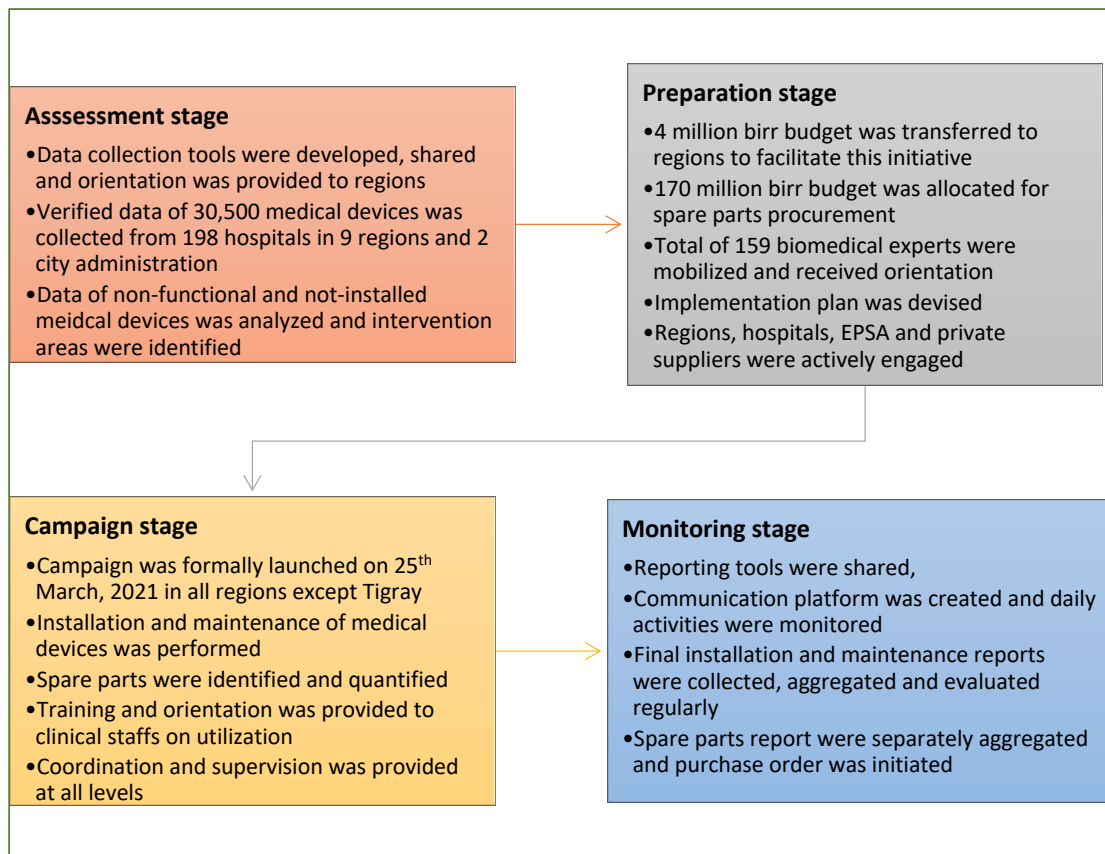 Asssessment stage
•Data collection tools were developed, shared
and orientation was provided to regions
•Verified data of 30,500 medical devices was
collected from 198 hospitals in 9 regions and 2
city administration
•Data of non-functional and not-installed
meidcal devices was analyzed and intervention
areas were identified
Preparation stage
•4 million birr budget was transferred to
regions to facilitate this initiative
•170 million birr budget was allocated for
spare parts procurement
•Total of 159 biomedical experts were
mobilized and received orientation
•Implementation plan was devised
•Regions, hospitals, EPSA and private
suppliers were actively engaged
Campaign stage
•Campaign was formally launched on 25th
March, 2021 in all regions except Tigray
•Installation and maintenance of medical
devices was performed
•Spare parts were identified and quantified
•Training and orientation was provided to
clinical staffs on utilization
•Coordination and supervision was provided
at all levels
Monitoring stage
•Reporting tools were shared,
•Communication platform was created and daily
activities were monitored
•Final installation and maintenance reports
were collected, aggregated and evaluated
regularly
•Spare parts report were separately aggregated
and purchase order was initiated